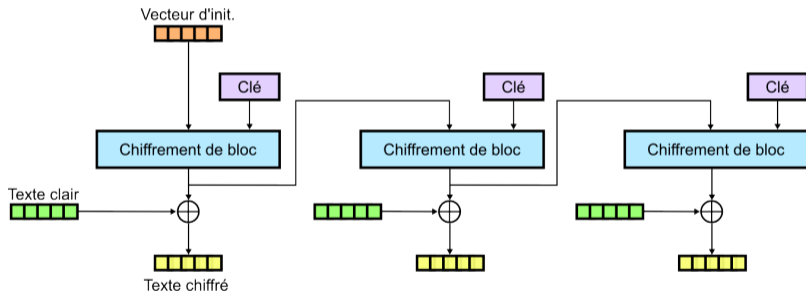 Vecteur d'init.
Clé
Clé
Clé
Chiffrement de bloc
Chiffrement de bloc
Chiffrement de bloc
Texte clair
Texte chiffré